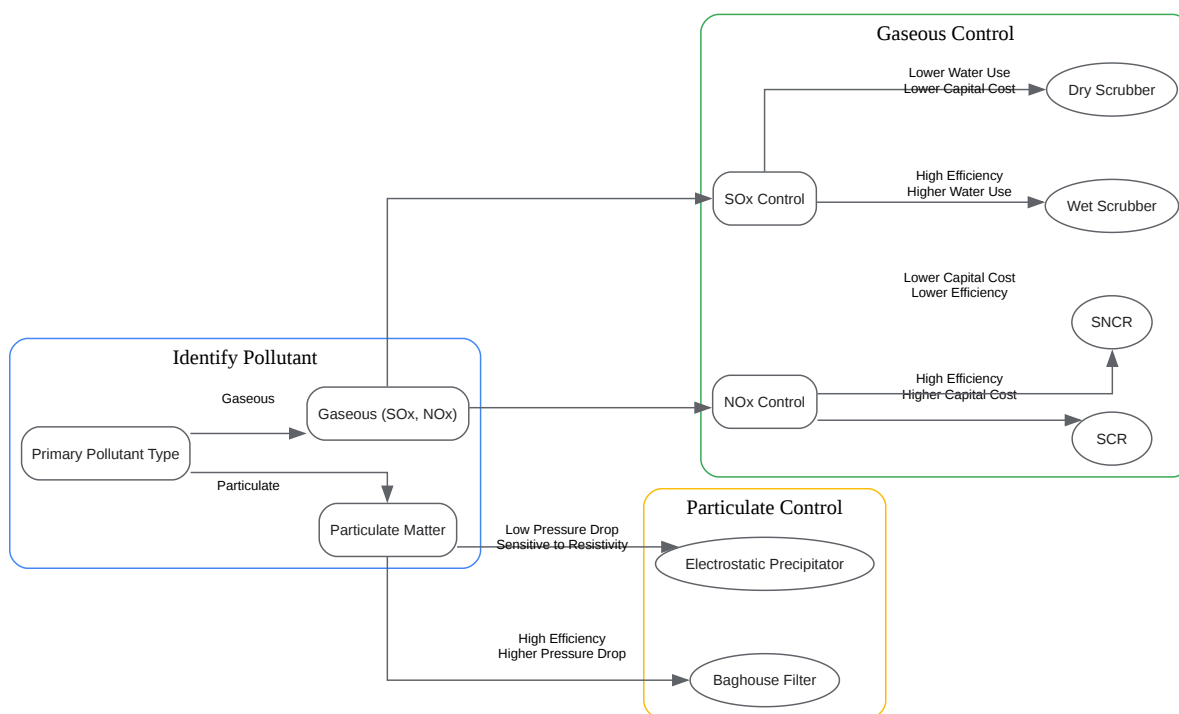 Gaseous Control
Lower Water Use
Lower Capital Cost
Dry Scrubber
High Efficiency
Higher Water Use
SOx Control
Wet Scrubber
Lower Capital Cost
Lower Efficiency
SNCR
Identify Pollutant
High Efficiency
Higher Capital Cost
NOx Control
Gaseous
Gaseous (SOx, NOx)
SCR
Primary Pollutant Type
Particulate
Particulate Matter
Particulate Control
Low Pressure Drop
Sensitive to Resistivity
Electrostatic Precipitator
High Efficiency
Higher Pressure Drop
Baghouse Filter